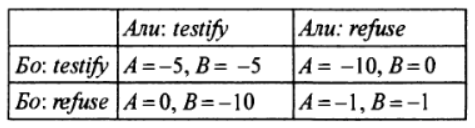 Али: testify Али: refuse
Бо: testify A = −5, B = −5 A = −10, B = 0
Бо: refuse A = 0, B = −10 A = −1, B = −1